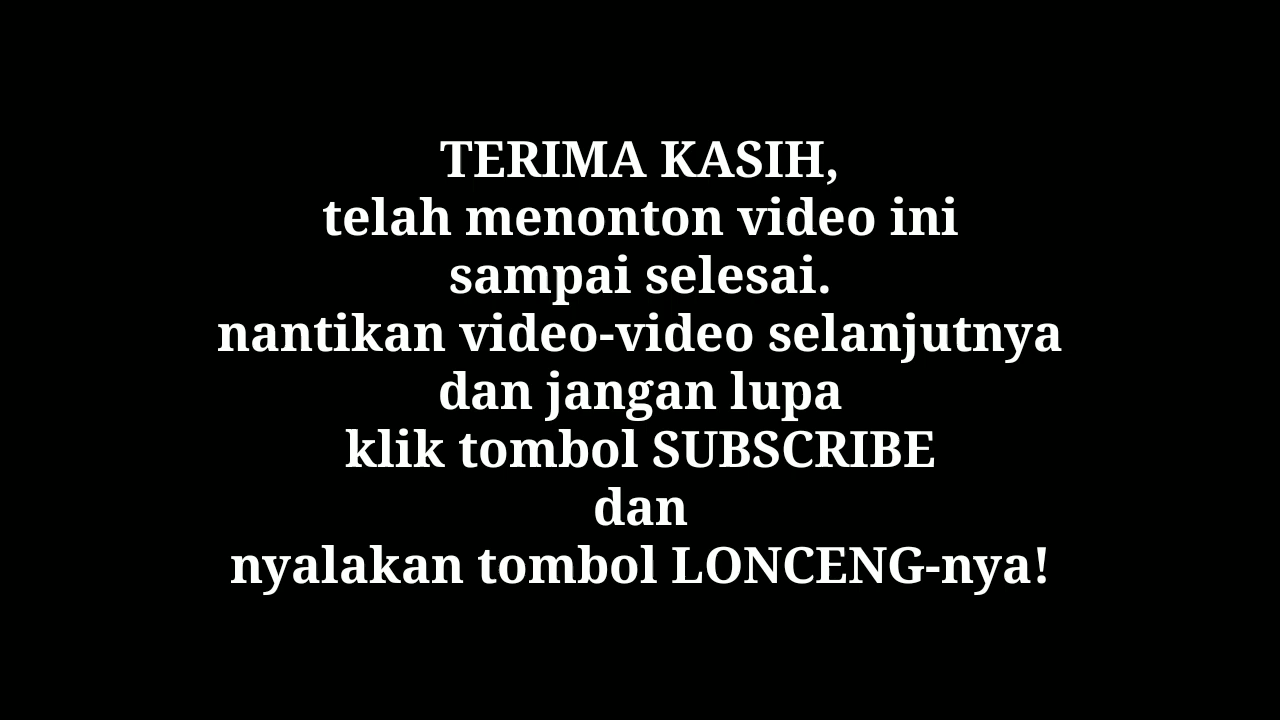 TERIMA KASIH,
telah menonton video ini
sampai selesai.
nantikan video-video selanjutnya
dan jangan lupa
klik tombol SUBSCRIBE
dan
nyalakan tombol LONCENG-nya!